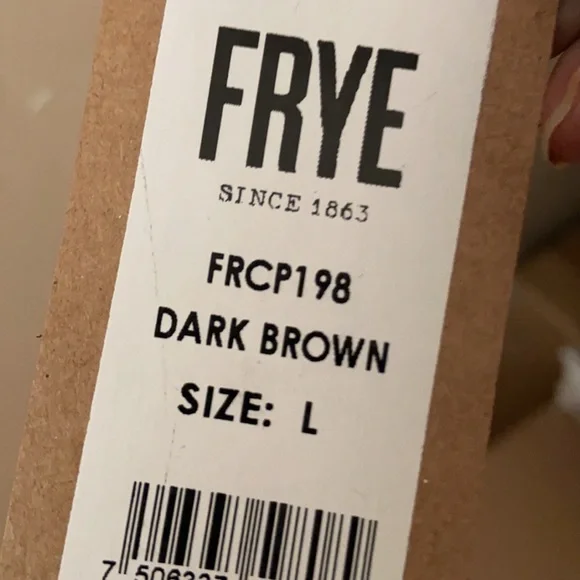 FRYE
SINCE 1863
FRCP198
DARK BROWN
SIZE: L